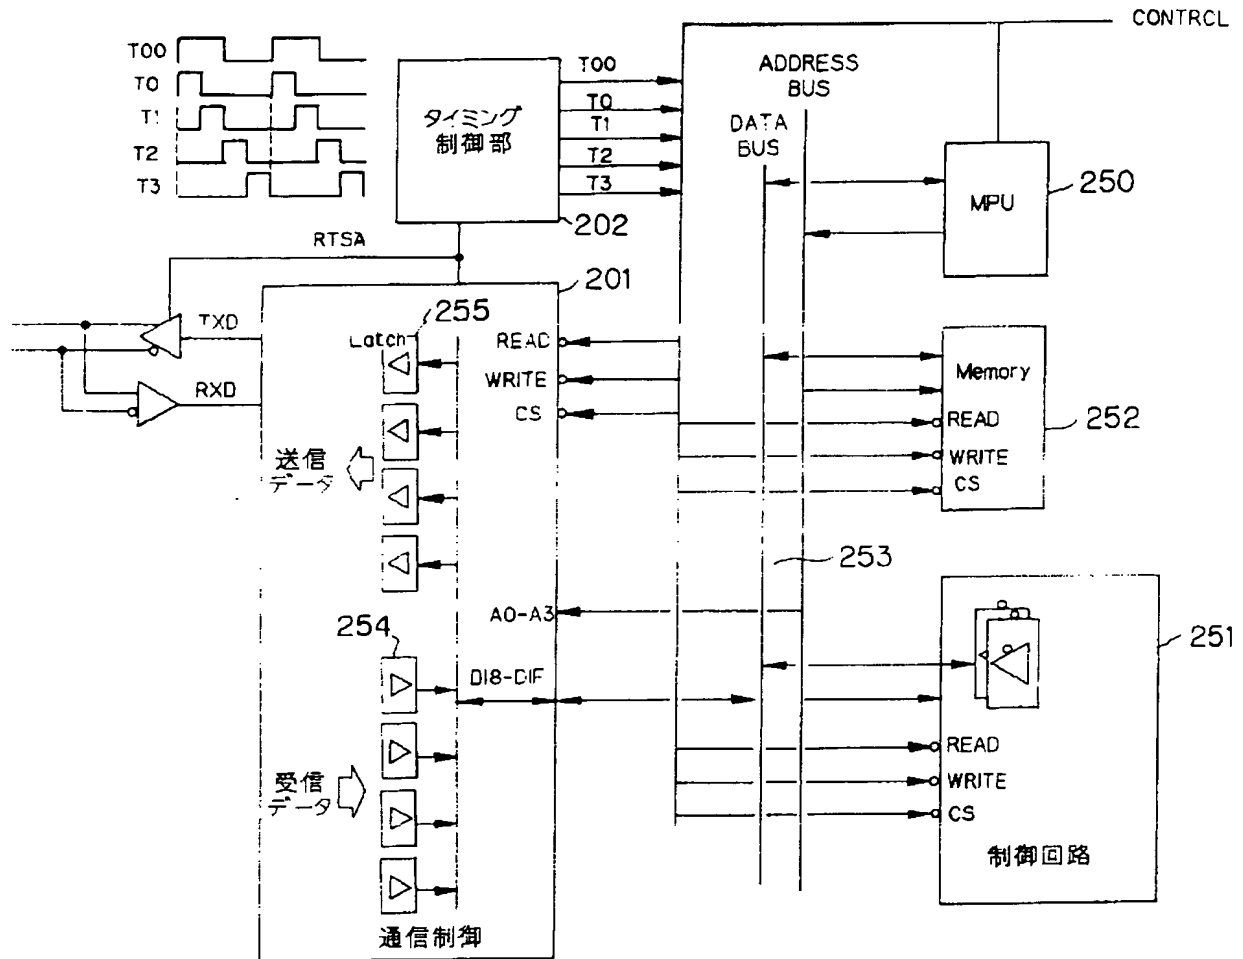 CONTRCL
T00
T0
T1
T2
T3
タイミング
制御部
T00
T0
T1
T2
T3
202
ADDRESS
BUS
DATA
BUS
MPU
250
RTSA
201
TXD
RXD
Latch
255
READ
WRITE
CS
送信
データ
Memory
READ
WRITE
CS
252
253
A0-A3
254
DI8-DIF
受信
データ
通信制御
251
READ
WRITE
CS
制御回路